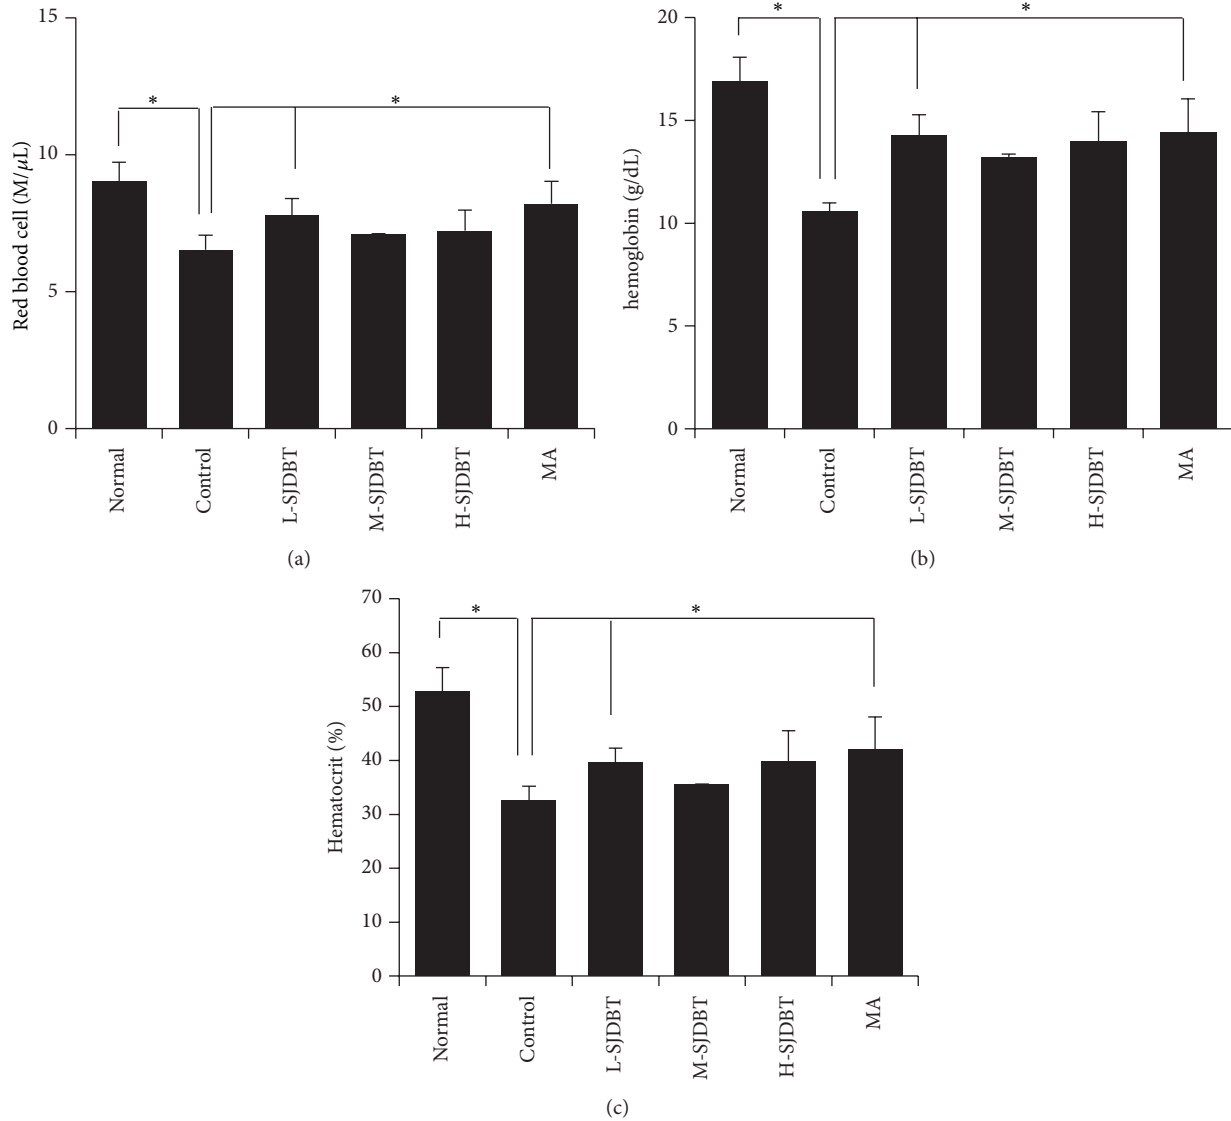 15
10
5
0
Red blood cell (M/μL)
*
*
Normal
Control
L-SJDBT
M-SJDBT
H-SJDBT
MA
(a)
20
15
10
5
0
hemoglobin (g/dL)
*
*
Normal
Control
L-SJDBT
M-SJDBT
H-SJDBT
MA
(b)
70
60
50
40
30
20
10
0
Hematocrit (%)
*
*
Normal
Control
L-SJDBT
M-SJDBT
H-SJDBT
MA
(c)